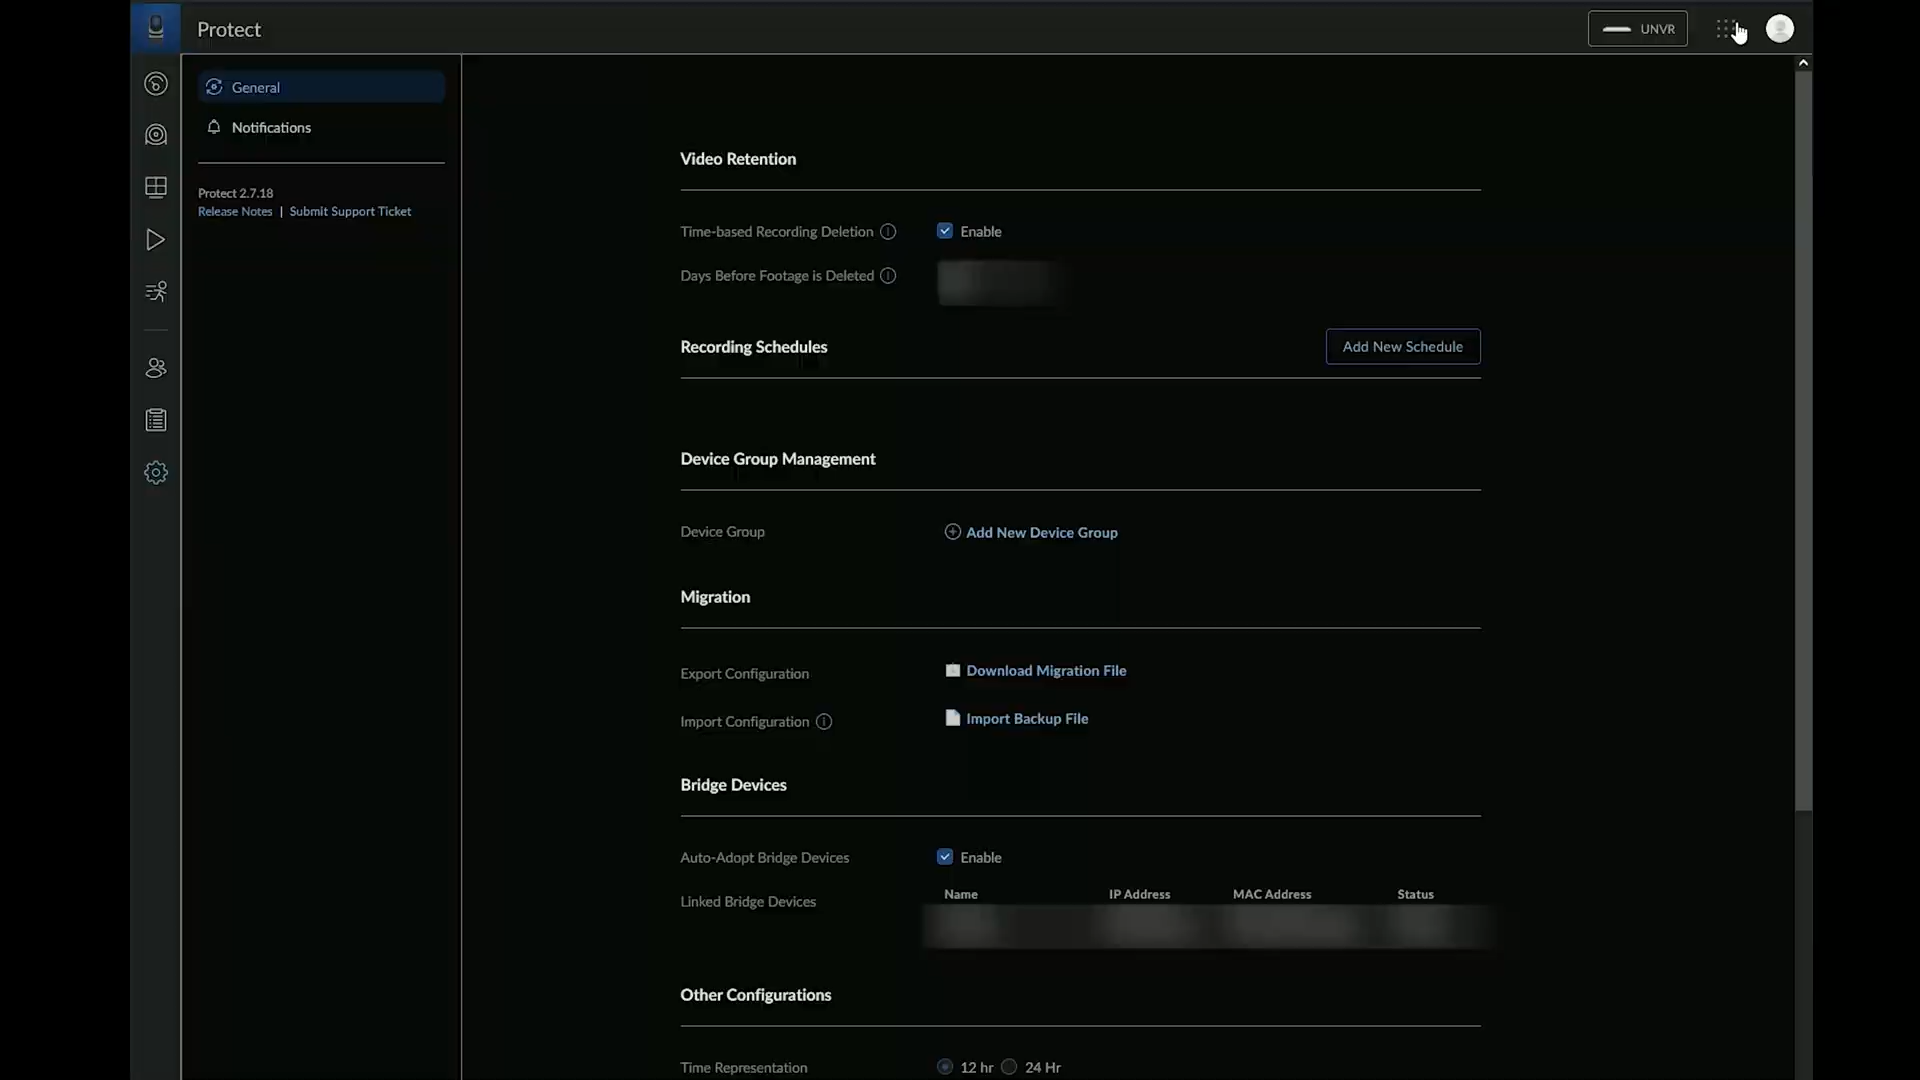 Protect
UNVR
General
Notifications
Protect 2.7.18
Release Notes | Submit Support Ticket
Video Retention
Time-based Recording Deletion
Enable
Days Before Footage is Deleted
Recording Schedules
Add New Schedule
Device Group Management
Device Group
Add New Device Group
Migration
Export Configuration
Download Migration File
Import Configuration
Import Backup File
Bridge Devices
Auto-Adopt Bridge Devices
Enable
Name IP Address MAC Address Status
Linked Bridge Devices
Other Configurations
Time Representation
12 hr 24 Hr